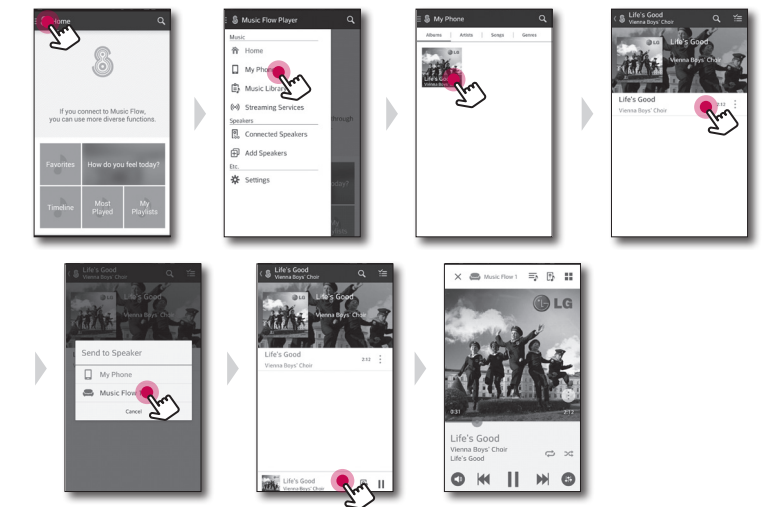 Home
If you connect to Music Flow,
you can use more diverse functions.
Favorites
How do you feel today?
Timeline
Most
Played
My
Playlists
Music Flow Player
Music
Home
My Phone
Music Library
Streaming Services
Speakers
Connected Speakers
Add Speakers
Etc.
Settings
through
today?
My
My Phone
Albums
Artists
Songs
Genres
LG
Life's Good
Life's Good
Vienna Boys' Choir
LG
Life's Good
Vienna Boys' Choir
Life's Good
2:12
Vienna Boys' Choir
Life's Good
Vienna Boys' Choir
LG
Life's Good
Vienna Boys' Choir
Send to Speaker
My Phone
Music Flow
Cancel
Life's Good
Vienna Boys' Choir
LG
Life's Good
Vienna Boys' Choir
Life's Good
2:12
Vienna Boys' Choir
Life's Good
Vienna Boys' Choir
Music Flow 1
LG
0:31
2:12
Life's Good
Vienna Boys' Choir
Life's Good